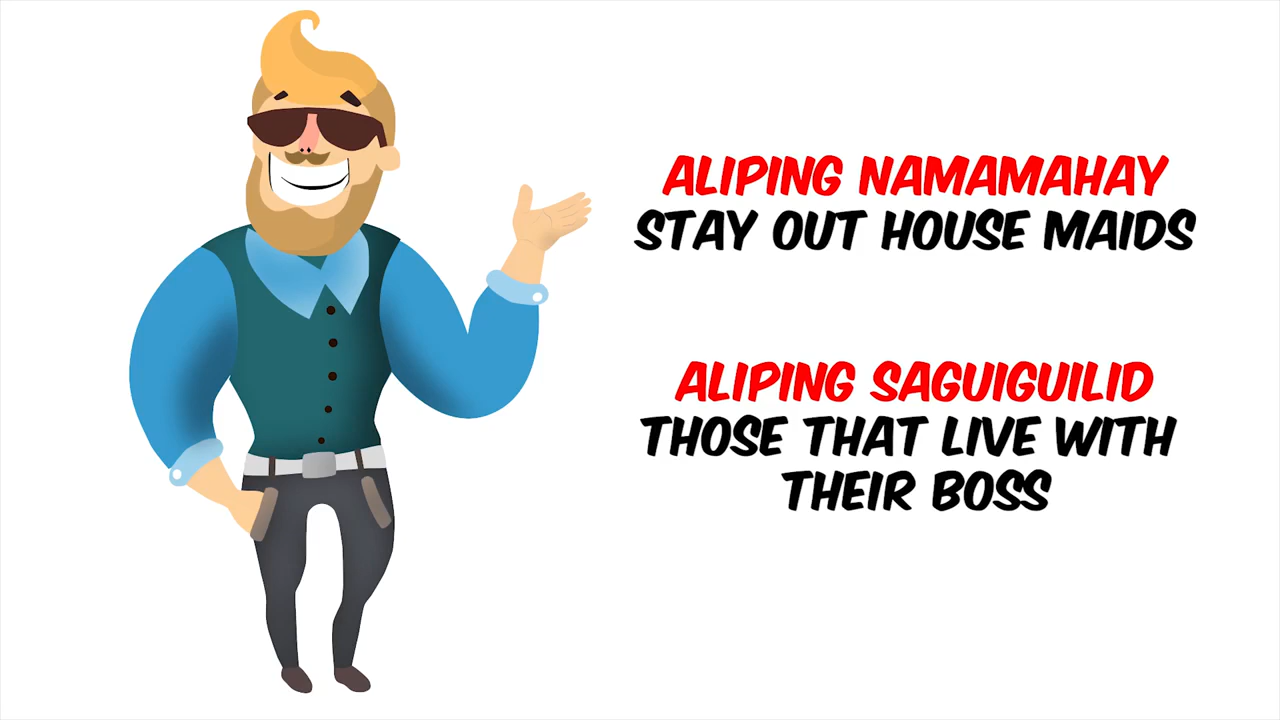 ALIPING NAMAMAHAY
STAY OUT HOUSE MAIDS
ALIPING SAGUIGUILID
THOSE THAT LIVE WITH
THEIR BOSS